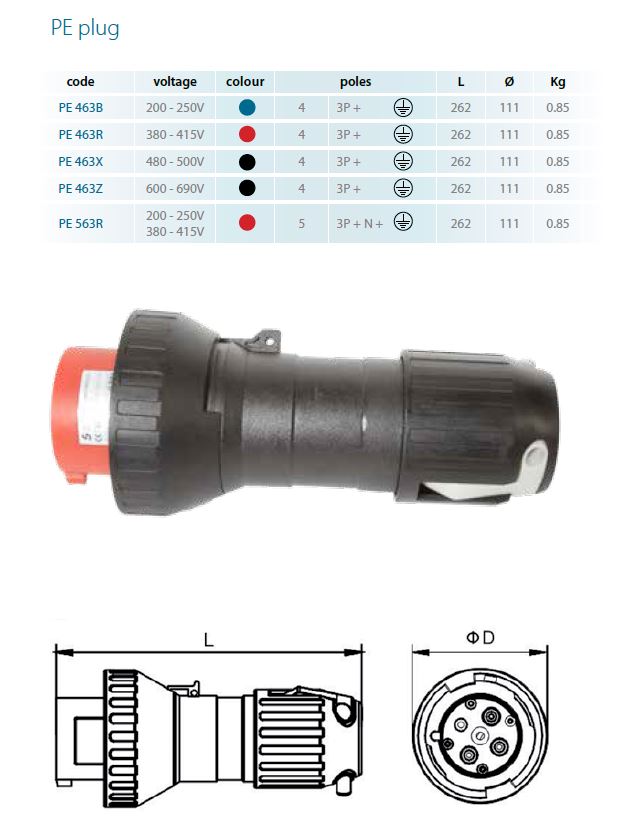 PE plug
code voltage colour poles L Ø Kg
PE 463B 200 - 250V 4 3P + 262 111 0.85
PE 463R 380 - 415V 4 3P + 262 111 0.85
PE 463X 480 - 500V 4 3P + 262 111 0.85
PE 463Z 600 - 690V 4 3P + 262 111 0.85
PE 563R 200 - 250V 380 - 415V 5 3P + N + 262 111 0.85
L
ΦD